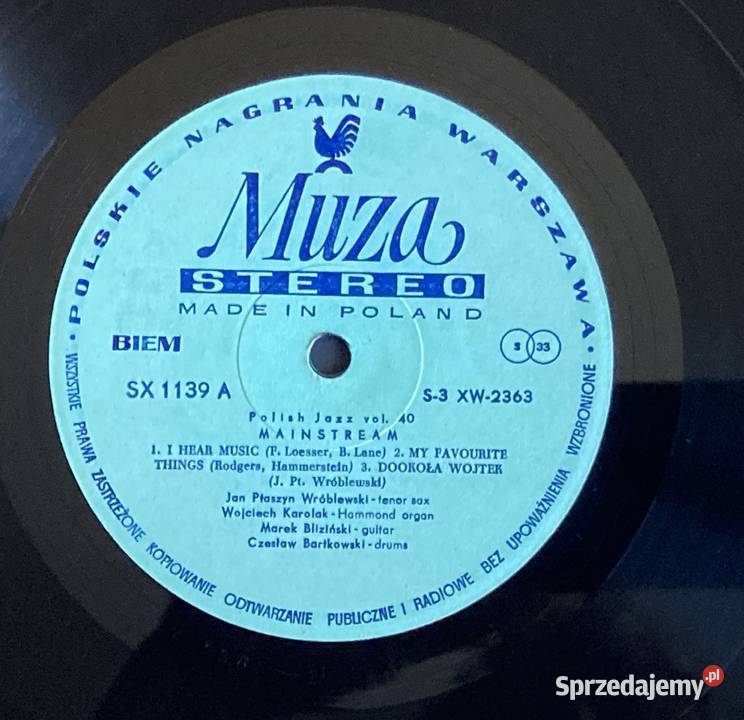 • POLSKIE NAGRANIA WARSZAWA •
Muza
STEREO
MADE IN POLAND
BIEM
S 33
SX 1139 A
S-3 XW-2363
Polish Jazz vol. 40
MAINSTREAM
1. I HEAR MUSIC (F. Loesser, B. Lane) 2. MY FAVOURITE
THINGS (Rodgers, Hammerstein) 3. DOOKOŁA WOJTEK
(J. Pt. Wróblewski)
Jan Ptaszyn Wróblewski - tenor sax
Wojciech Karolak - Hammond organ
Marek Bliziński - guitar
Czesław Bartkowski - drums
WSZYSTKIE PRAWA ZASTRZEŻONE KOPIOWANIE ODTWARZANIE PUBLICZNE I RADIOWE BEZ UPOWAŻNIENIA WZBRONIONE
Sprzedajemy.pl